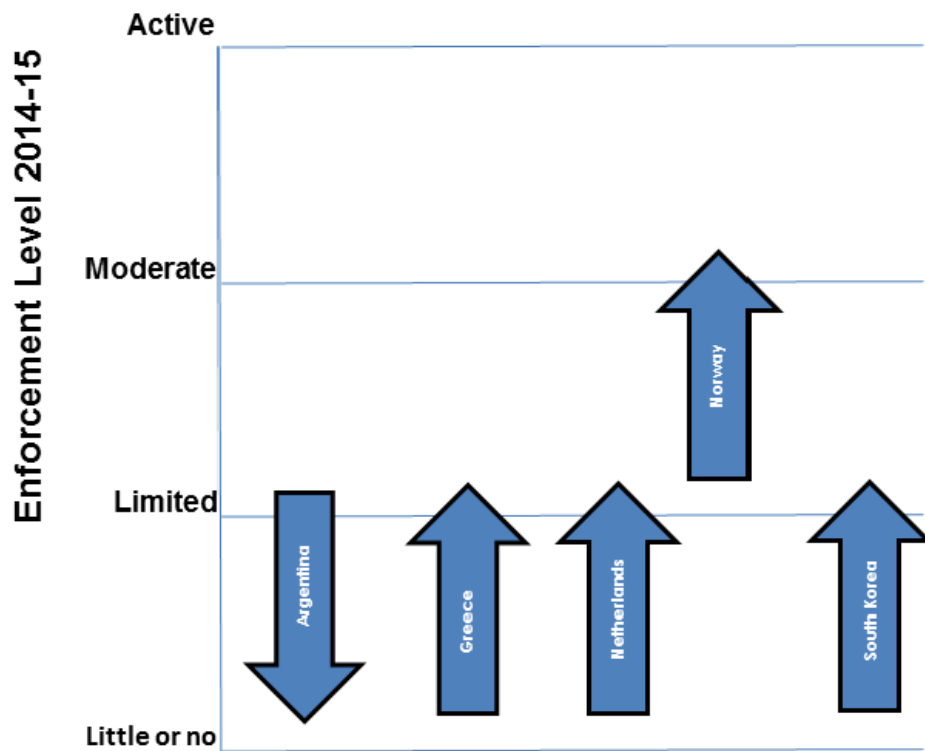 Enforcement Level 2014-15
Active
Moderate
Limited
Little or no
Argentina
Greece
Netherlands
Norway
South Korea